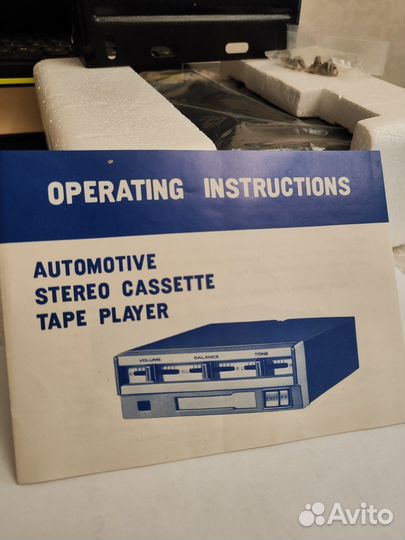 OPERATING INSTRUCTIONS
AUTOMOTIVE
STEREO CASSETTE
TAPE PLAYER
VOLUME BALANCE TONE
Avito